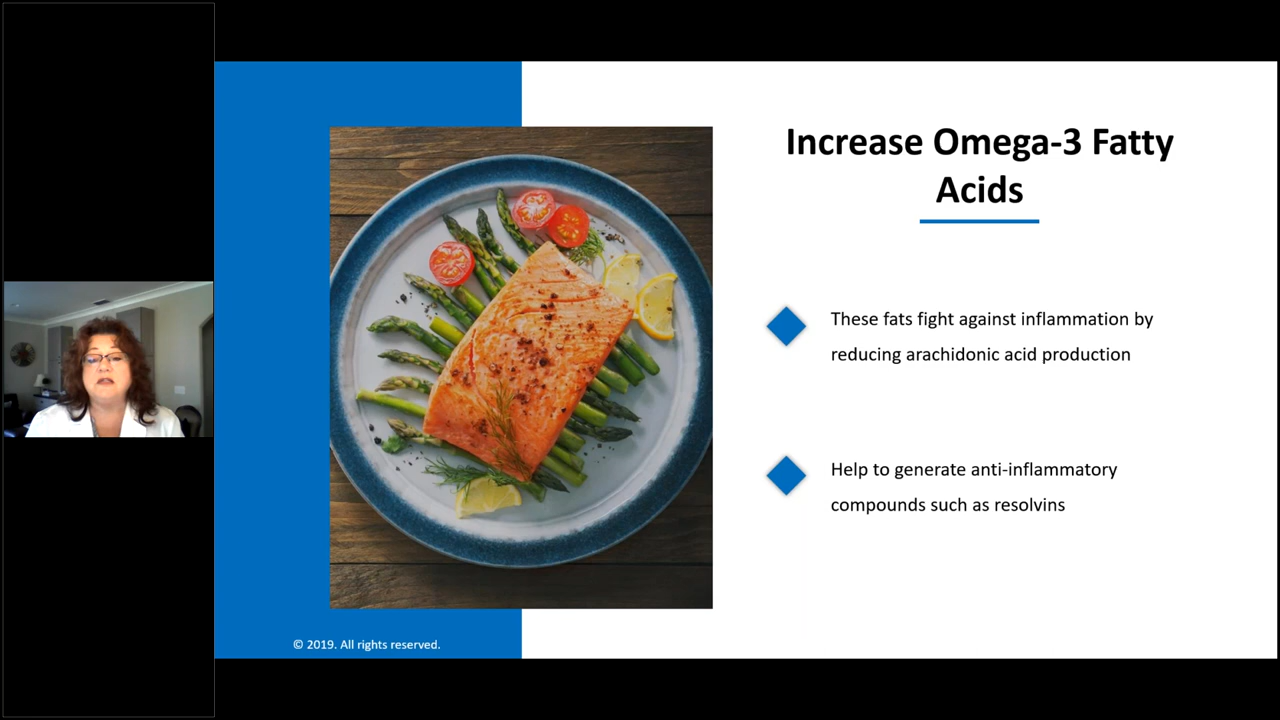 Increase Omega-3 Fatty
Acids
These fats fight against inflammation by
reducing arachidonic acid production
Help to generate anti-inflammatory
compounds such as resolvins
© 2019. All rights reserved.